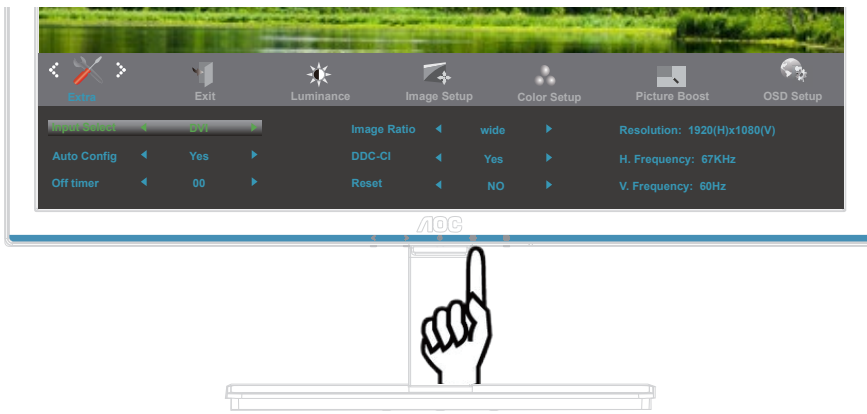 Extra Exit Luminance Image Setup Color Setup Picture Boost OSD Setup
Input Select DVI Image Ratio wide Resolution: 1920(H)x1080(V)
Auto Config Yes DDC-CI Yes H. Frequency: 67KHz
Off timer 00 Reset NO V. Frequency: 60Hz
AOC